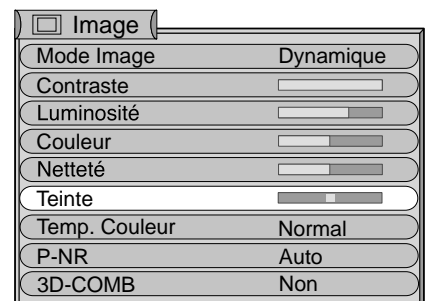 Image
Mode Image Dynamique
Contraste
Luminosité
Couleur
Netteté
Teinte
Temp. Couleur Normal
P-NR Auto
3D-COMB Non